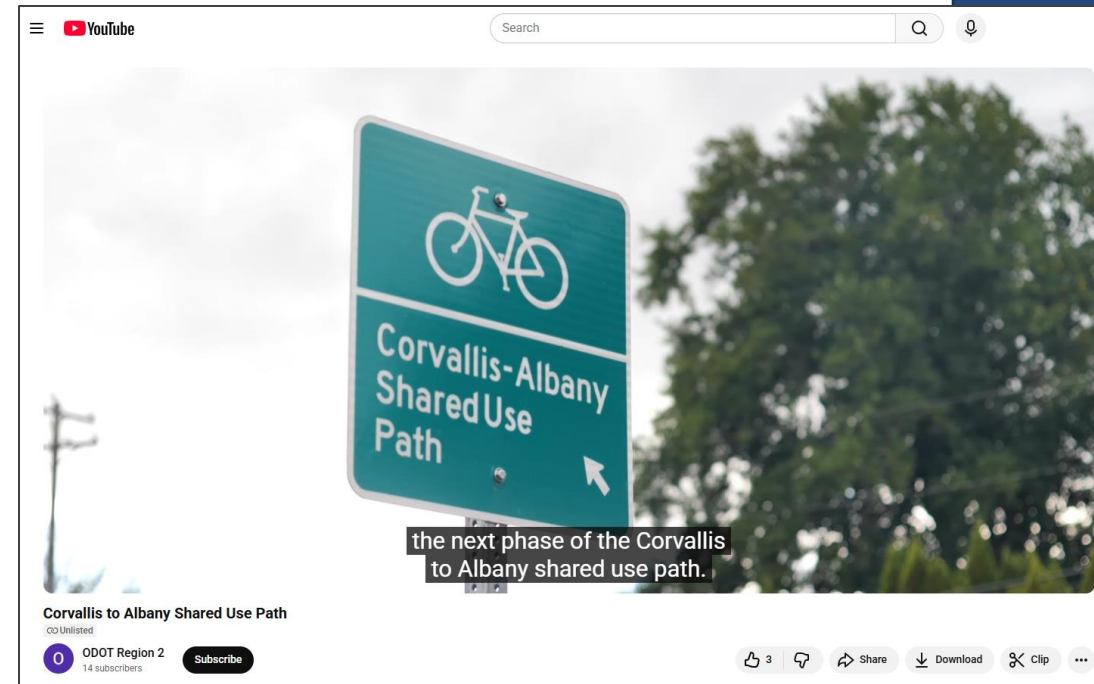 YouTube
Search
Corvallis-Albany
Shared Use
Path
the next phase of the Corvallis
to Albany shared use path.
Corvallis to Albany Shared Use Path
Unlisted
O
ODOT Region 2
14 subscribers
Subscribe
3
Share
Download
Clip